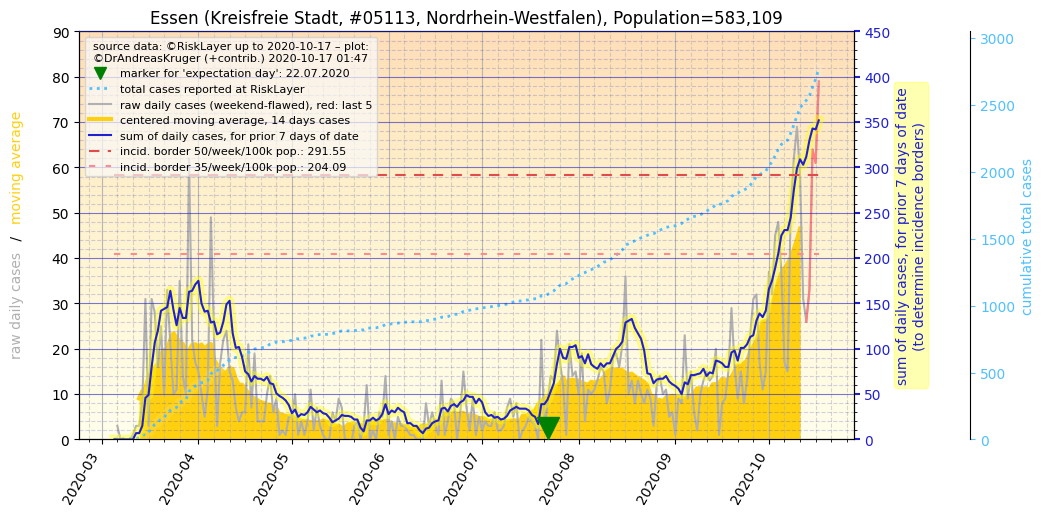 Essen (Kreisfreie Stadt, #05113, Nordrhein-Westfalen), Population=583,109
source data: ©RiskLayer up to 2020-10-17 – plot:
©DrAndreasKruger (+contrib.) 2020-10-17 01:47
marker for 'expectation day': 22.07.2020
total cases reported at RiskLayer
raw daily cases (weekend-flawed), red: last 5
centered moving average, 14 days cases
sum of daily cases, for prior 7 days of date
incid. border 50/week/100k pop.: 291.55
incid. border 35/week/100k pop.: 204.09
raw daily cases / moving average
90
80
70
60
50
40
30
20
10
0
2020-03
2020-04
2020-05
2020-06
2020-07
2020-08
2020-09
2020-10
450
400
350
300
250
200
150
100
50
0
sum of daily cases, for prior 7 days of date
(to determine incidence borders)
3000
2500
2000
1500
1000
500
0
cumulative total cases